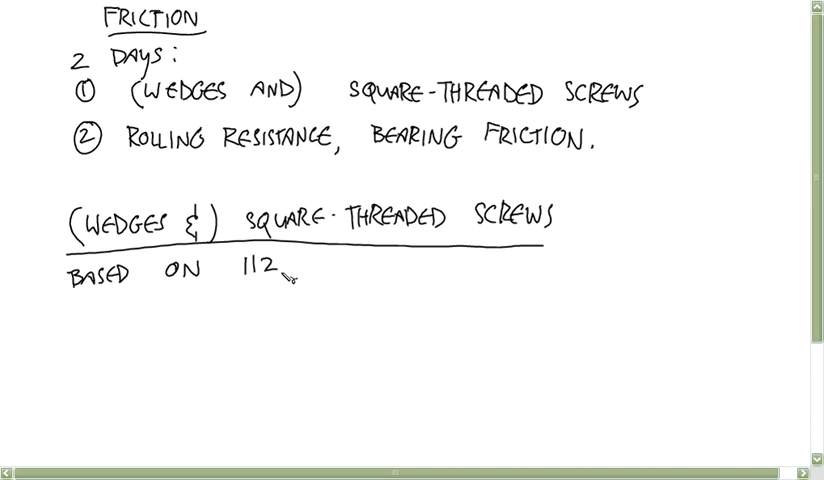 FRICTION
2 DAYS:
① (WEDGES AND) SQUARE-THREADED SCREWS
② ROLLING RESISTANCE, BEARING FRICTION.
(WEDGES &) SQUARE-THREADED SCREWS
BASED ON 112